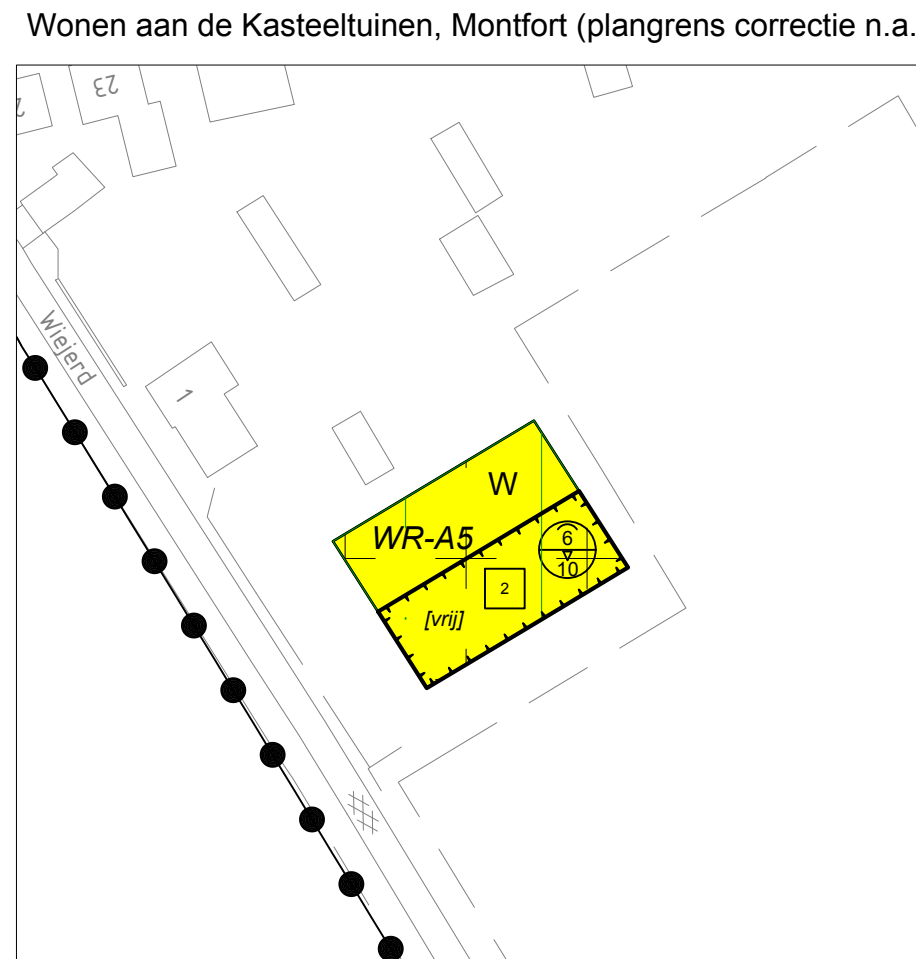 Wonen aan de Kasteeltuinen, Montfort (plangrens correctie n.a.
23
Wiejerd
1
W
WR-A5
6
10
2
[vrij]